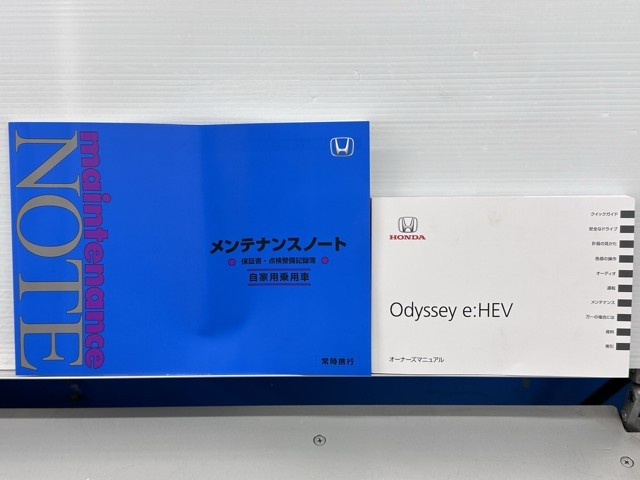 maintenance
NOTE
メンテナンスノート
保証書・点検整備記録簿
自家用乗用車
常時携行
HONDA
Odyssey e:HEV
オーナーズマニュアル
クイックガイド
安全なドライブ
計器の見かた
各部の操作
オーディオ
運転
メンテナンス
万一の場合には
資料
索引